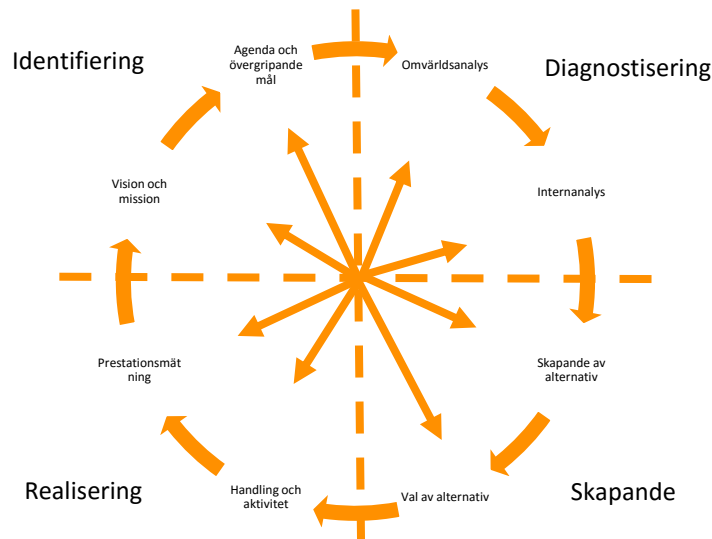 Identifiering
Agenda och
övergripande
mål
Omvärldsanalys
Diagnostisering
Vision och
mission
Internanalys
Prestationsmät
ning
Skapande av
alternativ
Realisering
Handling och
aktivitet
Val av alternativ
Skapande